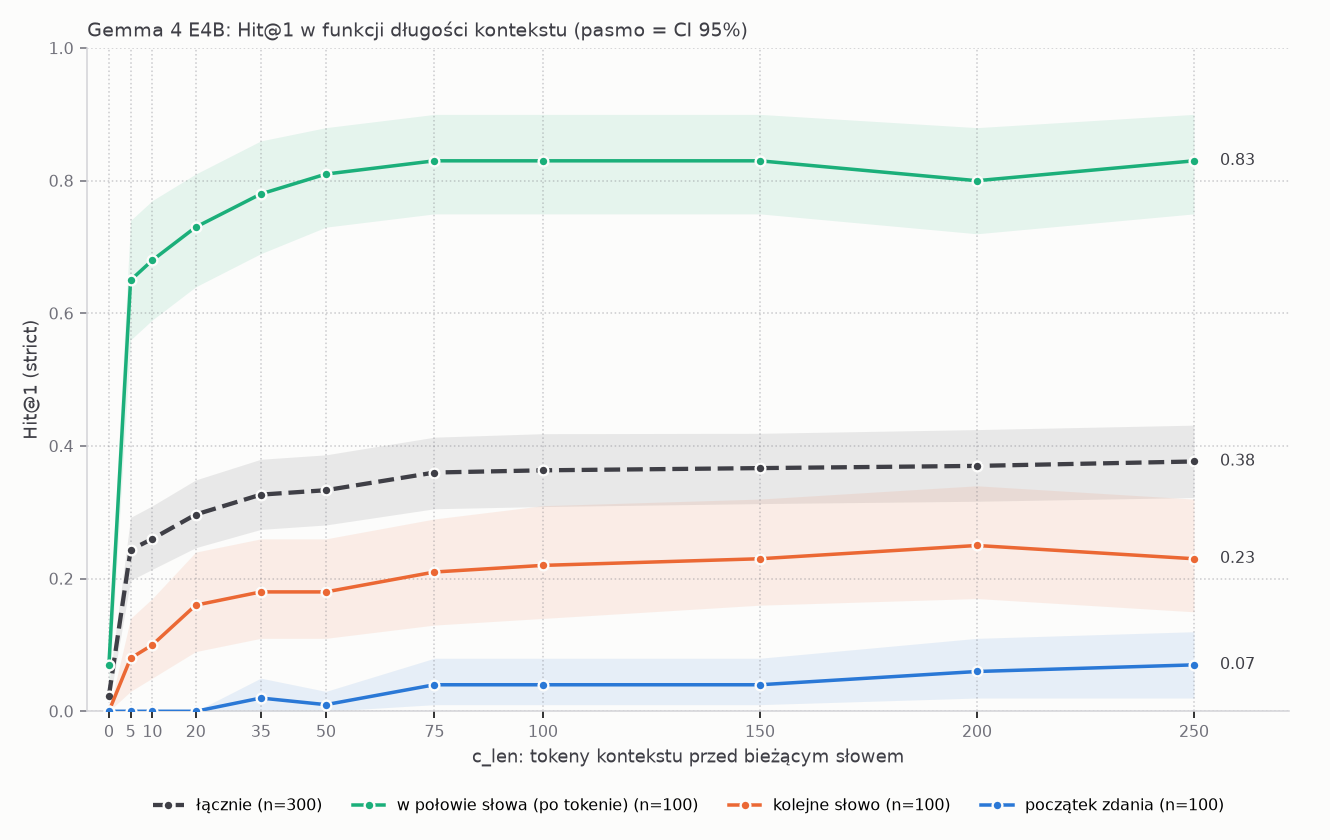 Gemma 4 E4B: Hit@1 w funkcji długości kontekstu (pasmo = CI 95%)
1.0
0.8
0.6
0.4
0.2
0.0
Hit@1 (strict)
0.83
0.38
0.23
0.07
0 5 10 20 35 50 75 100 150 200 250
c_len: tokeny kontekstu przed bieżącym słowem
łącznie (n=300) w połowie słowa (po tokenie) (n=100) kolejne słowo (n=100) początek zdania (n=100)